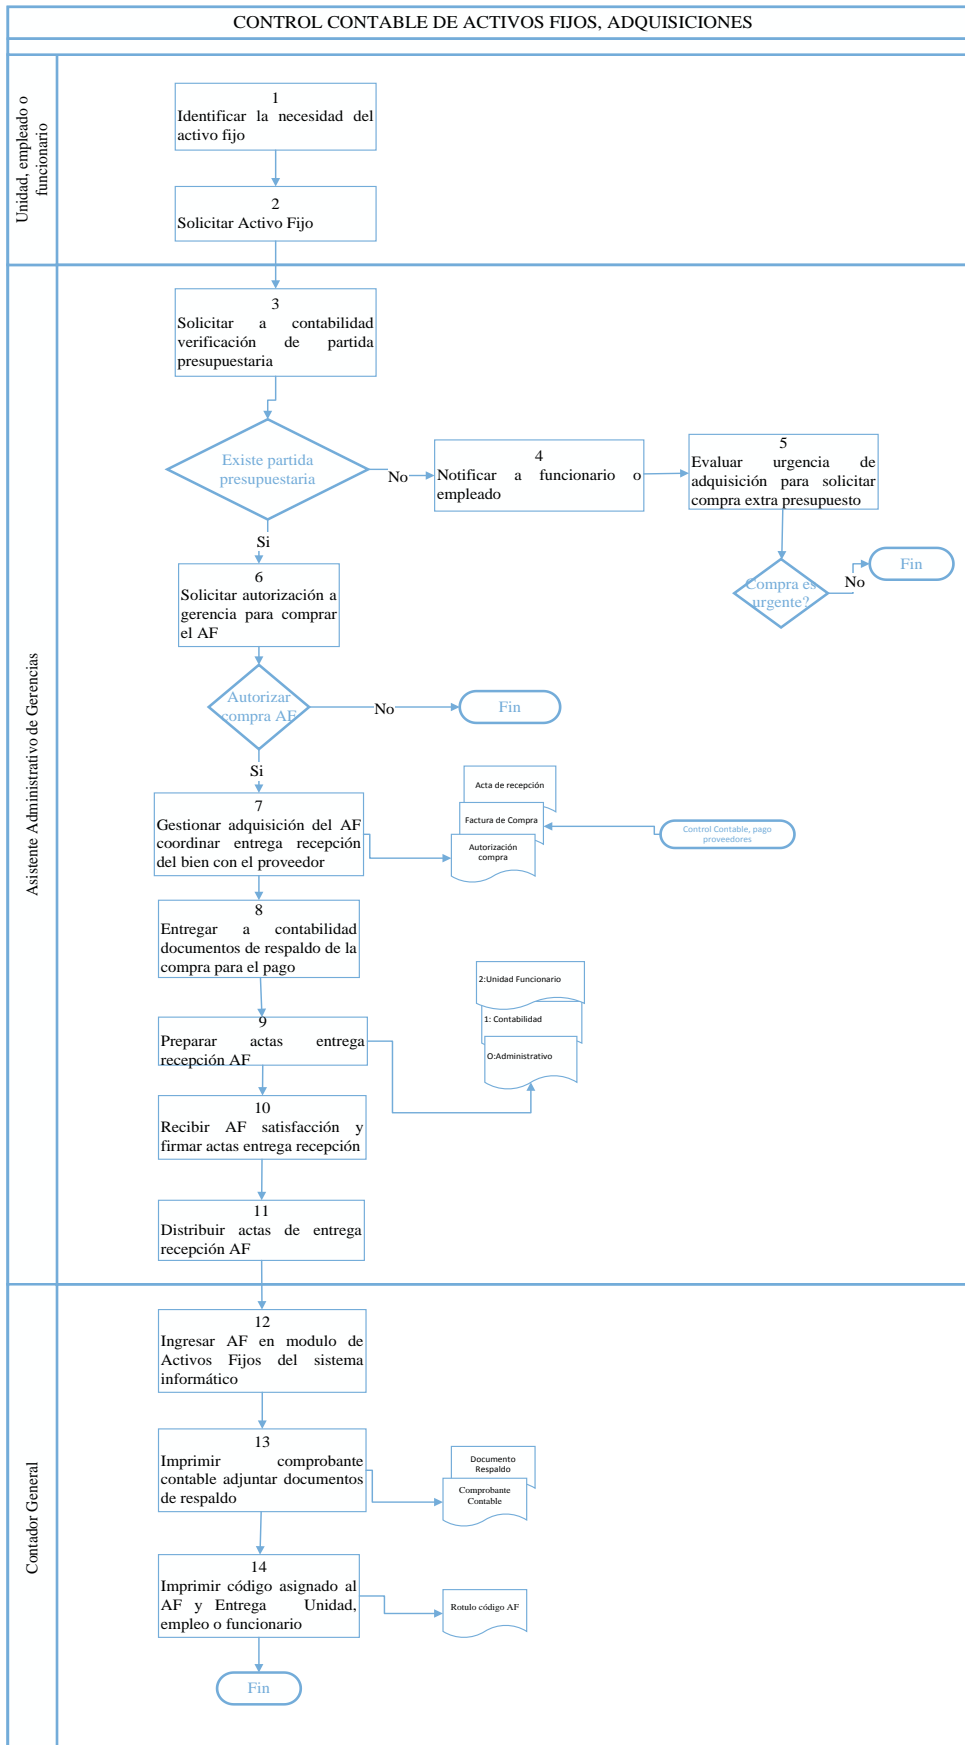 CONTROL CONTABLE DE ACTIVOS FIJOS, ADQUISICIONES
Unidad, empleado o
funcionario
1
Identificar la necesidad del
activo fijo
2
Solicitar Activo Fijo
Asistente Administrativo de Gerencias
3
Solicitar a contabilidad
verificación de partida
presupuestaria
Existe partida
presupuestaria
No
4
Notificar a funcionario o
empleado
5
Evaluar urgencia de
adquisición para solicitar
compra extra presupuesto
Compra es
urgente?
No
Fin
Si
6
Solicitar autorización a
gerencia para comprar
el AF
Autorizar
compra AF
No
Fin
Si
7
Gestionar adquisición del AF
coordinar entrega recepción
del bien con el proveedor
Acta de recepción
Factura de Compra
Autorización
compra
Control Contable, pago
proveedores
8
Entregar a contabilidad
documentos de respaldo de la
compra para el pago
9
Preparar actas entrega
recepción AF
2:Unidad Funcionario
1: Contabilidad
O:Administrativo
10
Recibir AF satisfacción y
firmar actas entrega recepción
11
Distribuir actas de entrega
recepción AF
Contador General
12
Ingresar AF en modulo de
Activos Fijos del sistema
informático
13
Imprimir comprobante
contable adjuntar documentos
de respaldo
Documento
Respaldo
Comprobante
Contable
14
Imprimir código asignado al
AF y Entrega Unidad,
empleo o funcionario
Rotulo código AF
Fin